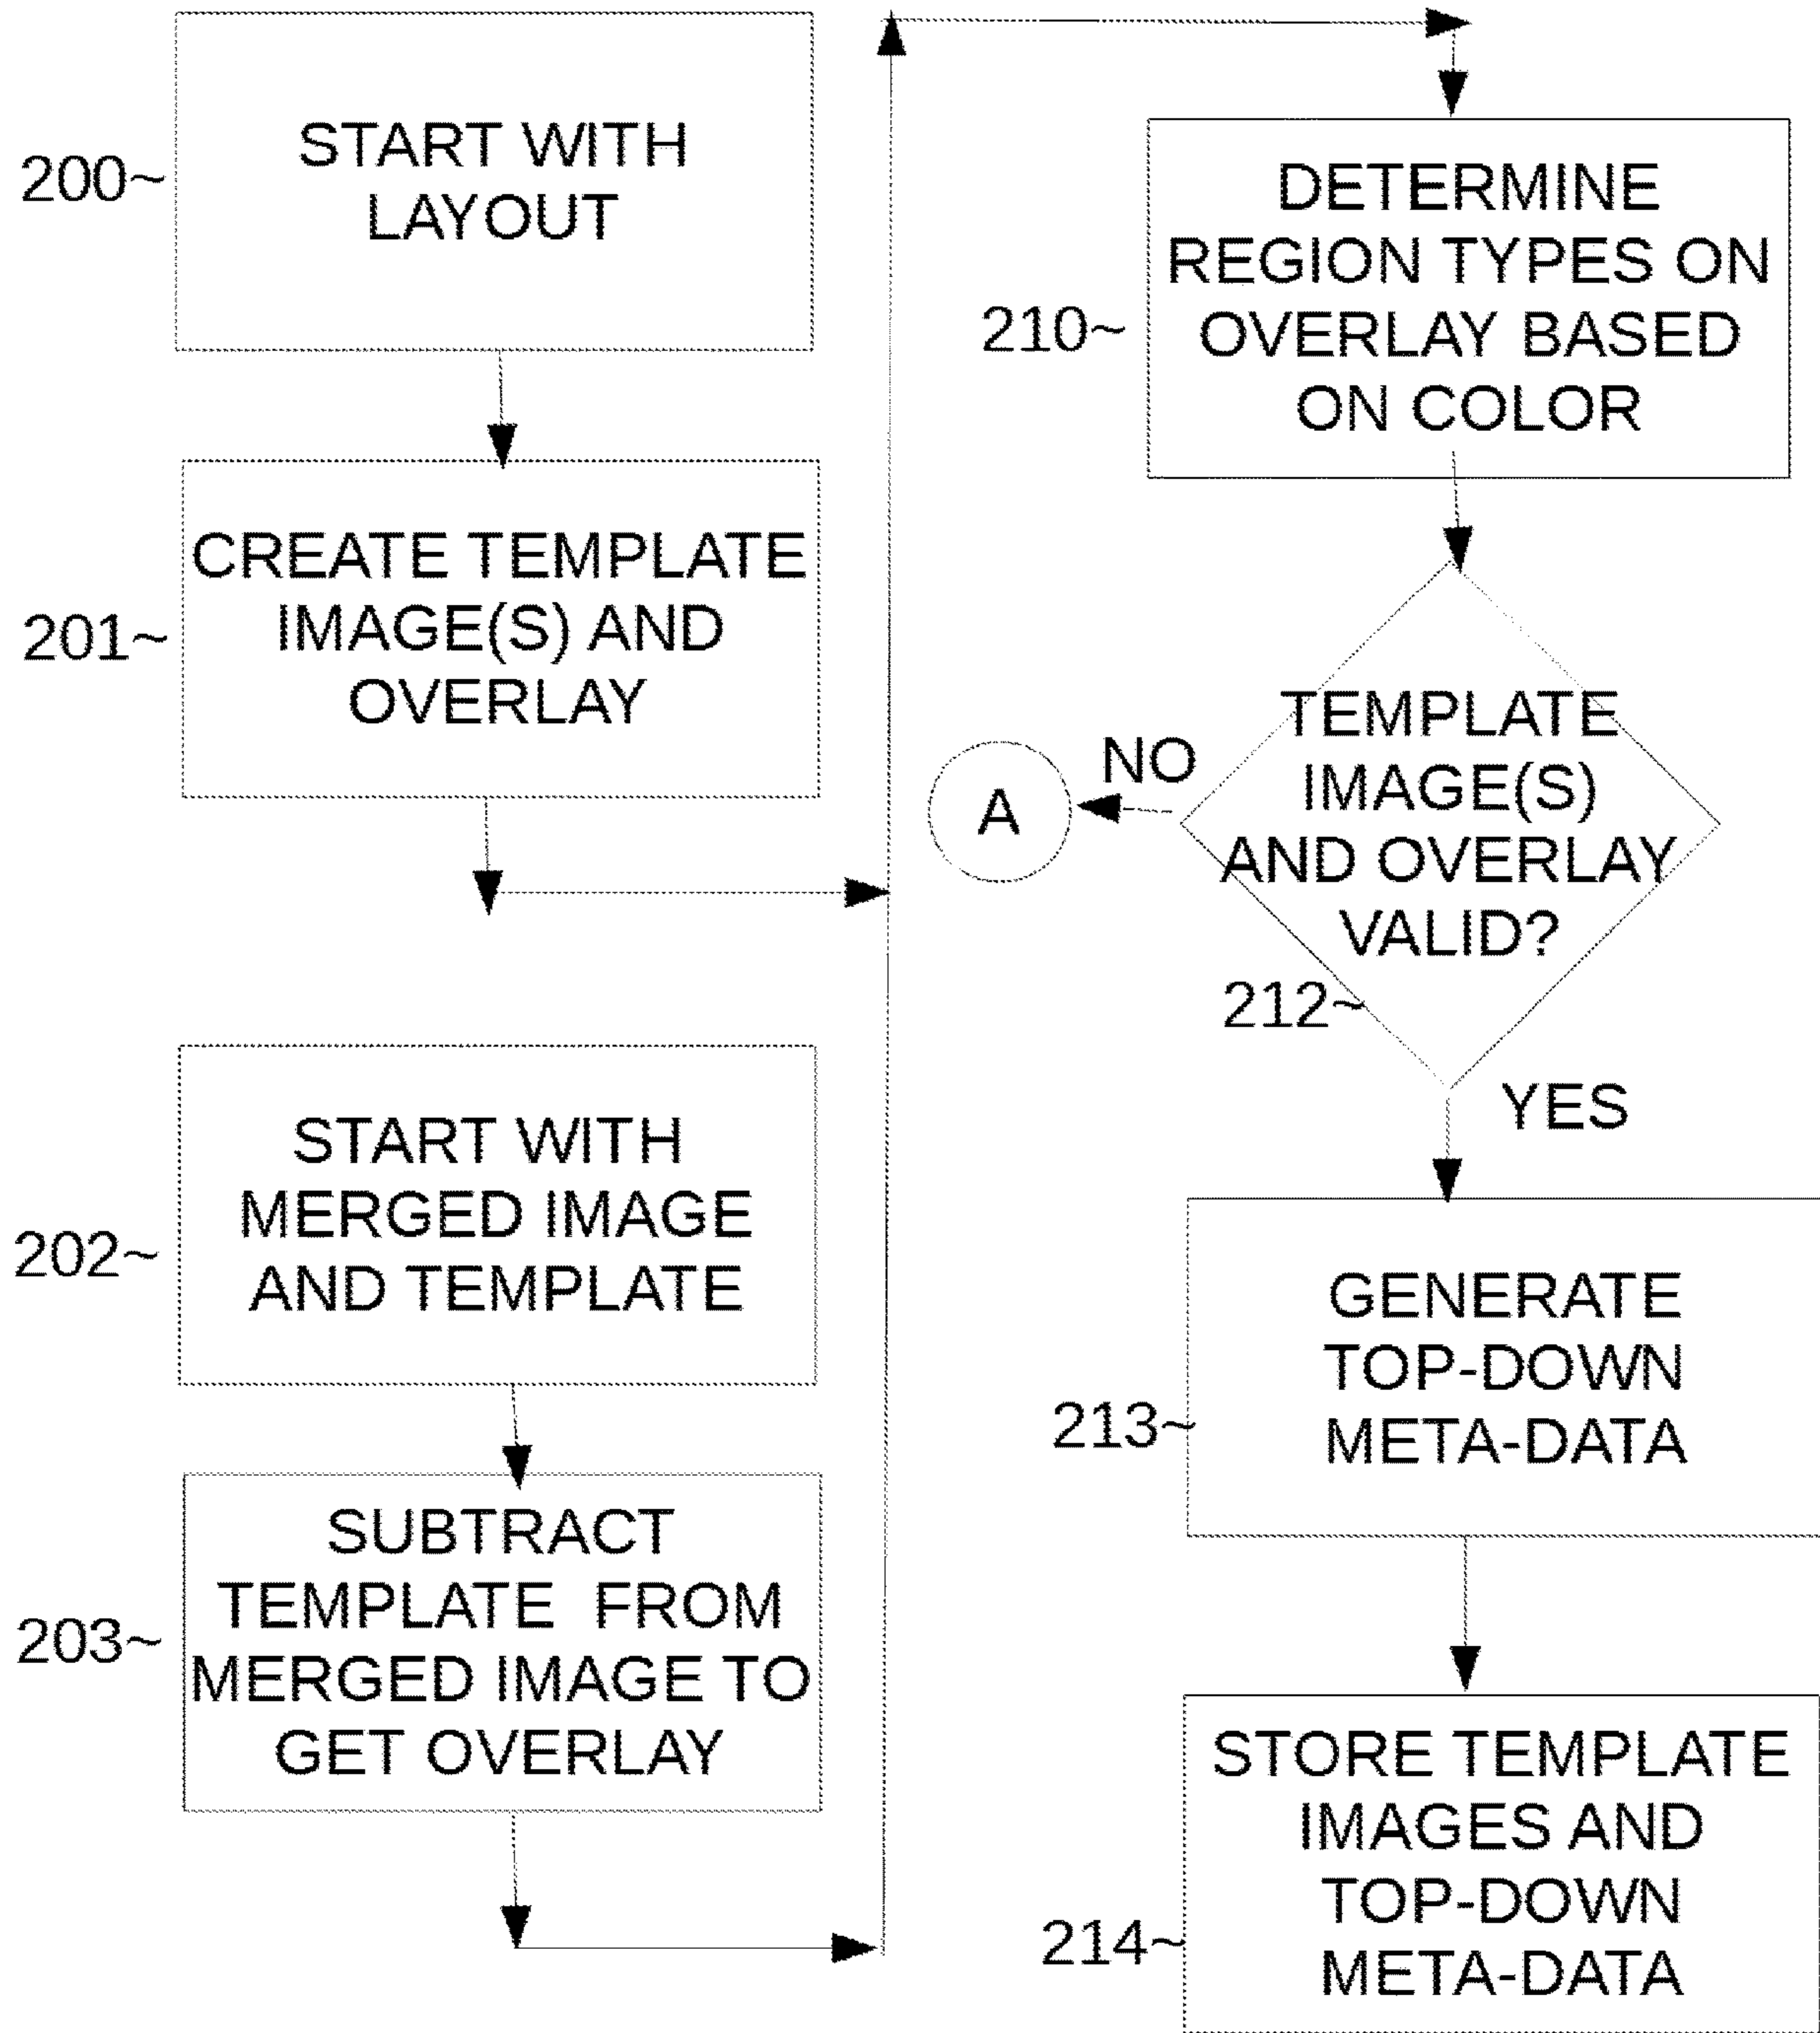 200~
START WITH
LAYOUT
201~
CREATE TEMPLATE
IMAGE(S) AND
OVERLAY
202~
START WITH
MERGED IMAGE
AND TEMPLATE
203~
SUBTRACT
TEMPLATE FROM
MERGED IMAGE TO
GET OVERLAY
210~
DETERMINE
REGION TYPES ON
OVERLAY BASED
ON COLOR
A
NO
TEMPLATE
IMAGE(S)
AND OVERLAY
VALID?
212~
YES
213~
GENERATE
TOP-DOWN
META-DATA
214~
STORE TEMPLATE
IMAGES AND
TOP-DOWN
META-DATA